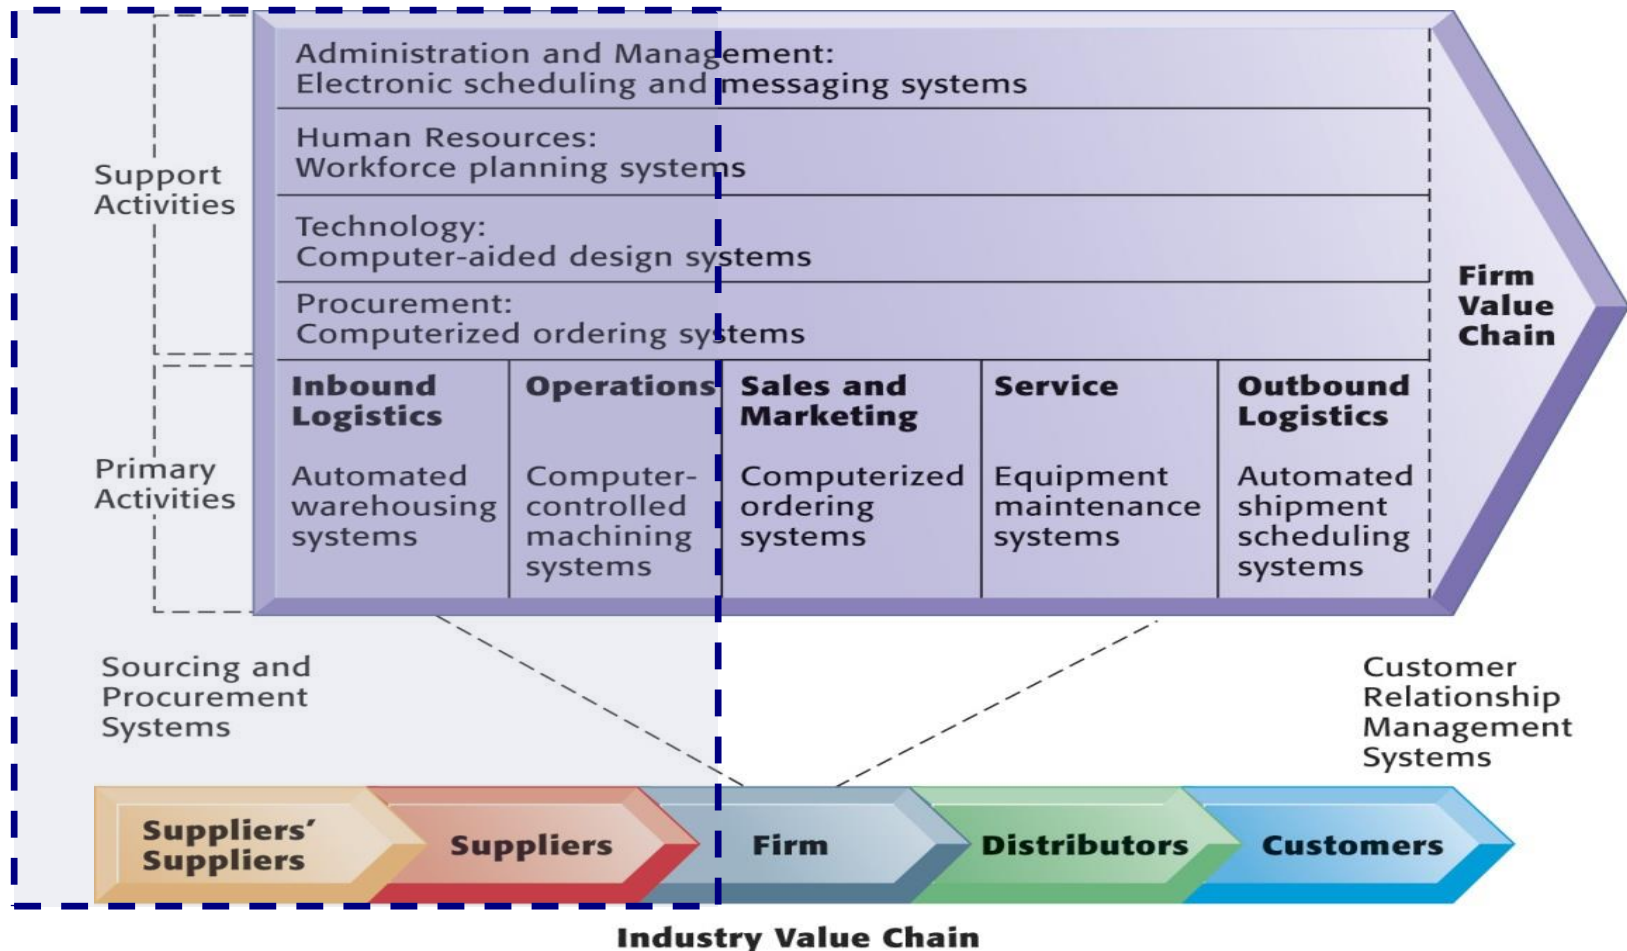 Administration and Management:
Electronic scheduling and messaging systems
Human Resources:
Workforce planning systems
Support
Activities
Technology:
Computer-aided design systems
Procurement:
Computerized ordering systems
Firm
Value
Chain
Primary
Activities
Inbound
Logistics
Automated
warehousing
systems
Operations
Computer-
controlled
machining
systems
Sales and
Marketing
Computerized
ordering
systems
Service
Equipment
maintenance
systems
Outbound
Logistics
Automated
shipment
scheduling
systems
Sourcing and
Procurement
Systems
Customer
Relationship
Management
Systems
Suppliers’
Suppliers
Suppliers
Firm
Distributors
Customers
Industry Value Chain